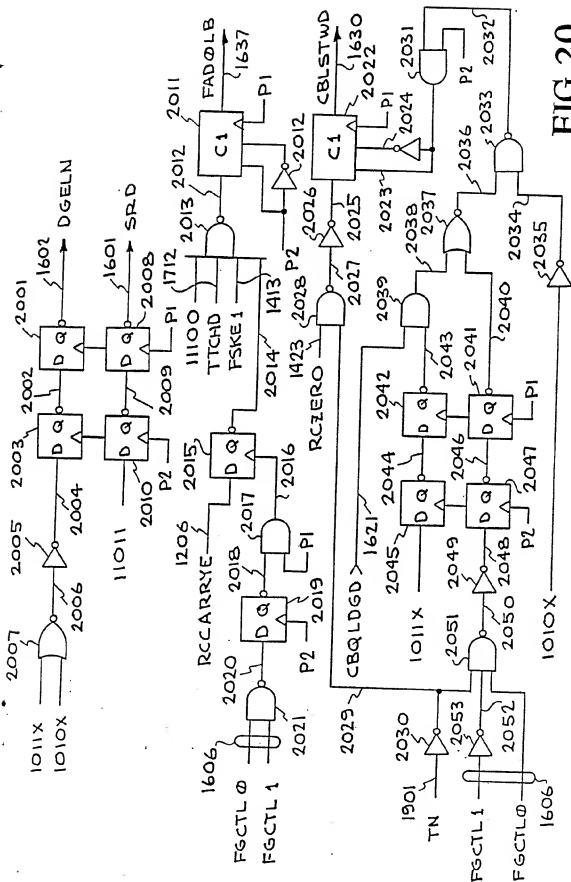 1011X
1010X
2007
2006
2005
2004
2003
D Q
2002
2001
D Q
1602
DGELN
11011
2010
D Q
P2
2009
D Q
2008
P1
1601
SRD
FGCTL Ø
FGCTL 1
1606
2021
2020
D Q
2019
P2
2018
2017
P1
2016
RCCARRYE
1206
2015
D Q
2014
11100
1712
TTCHD
FSKE1
1413
2013
2012
C1
2011
P1
2012
P2
FADØLB
1637
RCZERO
1423
2028
2027
2026
2025
C1
CBLSTWD
1630
2022
P1
2024
2023
2031
P2
2032
2033
2036
2034
2035
2037
2038
2039
2040
CBQLDGD
1621
2029
2043
2042
D Q
2044
2045
D Q
1011X
2041
D Q
P1
2046
2047
D Q
P2
2048
2049
2050
2051
2052
2053
2030
1901
TN
FGCTL 1
FGCTLØ
1606
1010X
FIG 20